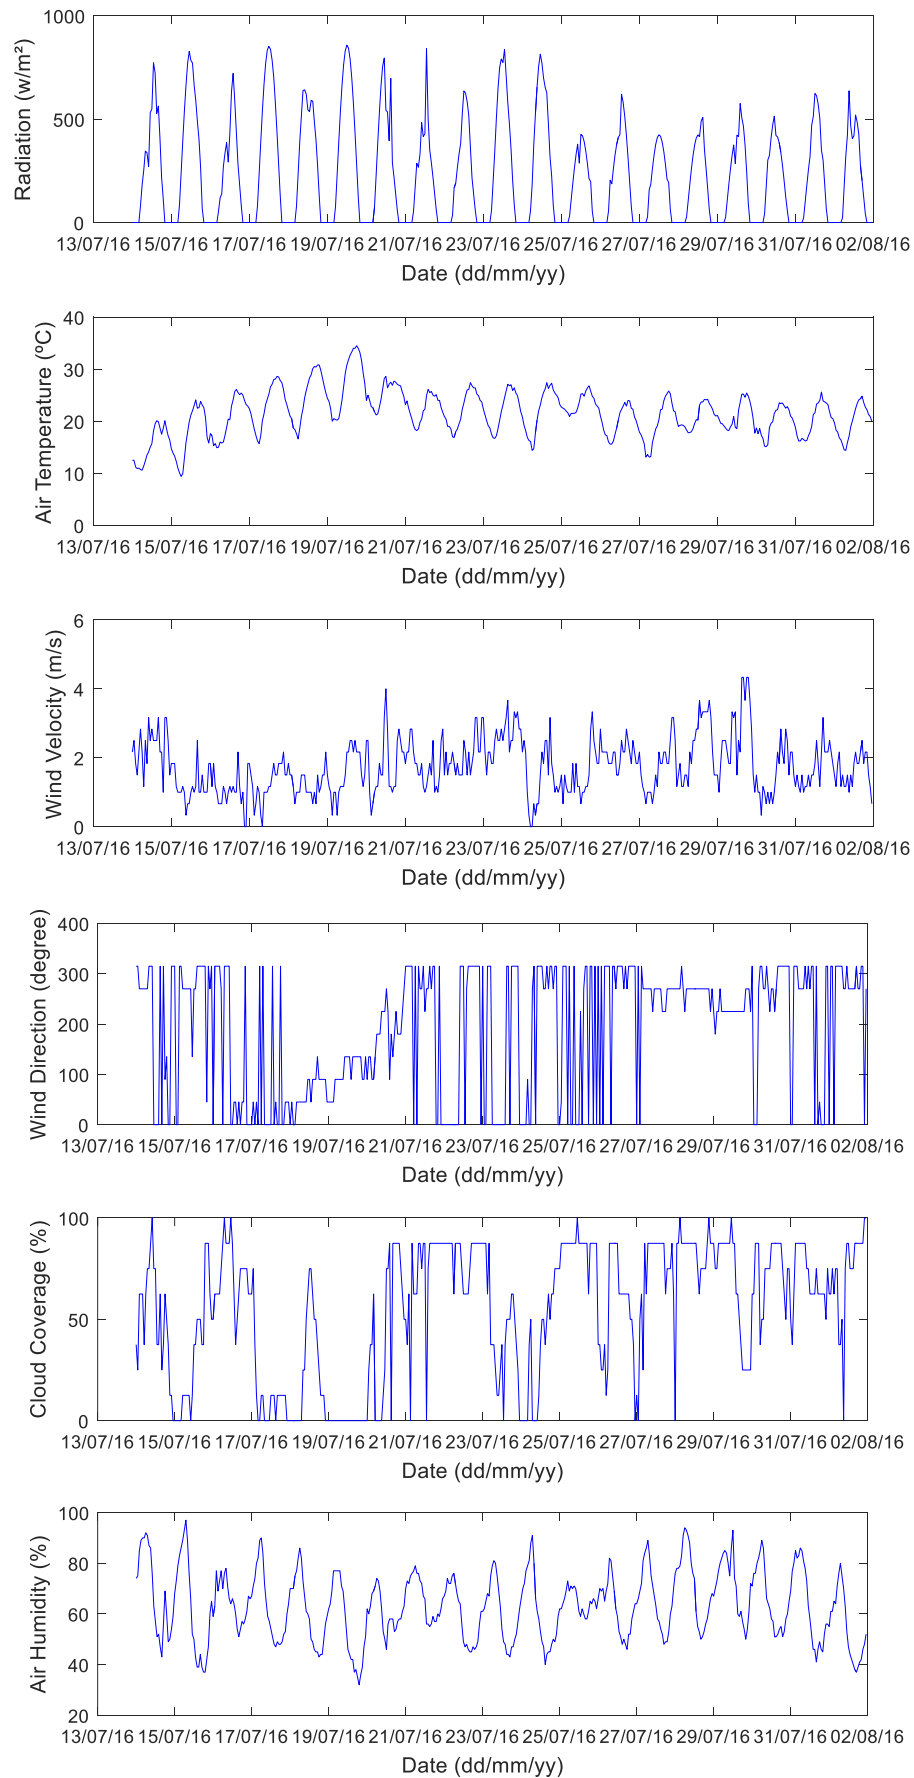 Radiation (w/m²)
1000
500
0
13/07/16 15/07/16 17/07/16 19/07/16 21/07/16 23/07/16 25/07/16 27/07/16 29/07/16 31/07/16 02/08/16
Date (dd/mm/yy)
Air Temperature (ºC)
40
30
20
10
0
13/07/16 15/07/16 17/07/16 19/07/16 21/07/16 23/07/16 25/07/16 27/07/16 29/07/16 31/07/16 02/08/16
Date (dd/mm/yy)
Wind Velocity (m/s)
6
4
2
0
13/07/16 15/07/16 17/07/16 19/07/16 21/07/16 23/07/16 25/07/16 27/07/16 29/07/16 31/07/16 02/08/16
Date (dd/mm/yy)
Wind Direction (degree)
400
300
200
100
0
13/07/16 15/07/16 17/07/16 19/07/16 21/07/16 23/07/16 25/07/16 27/07/16 29/07/16 31/07/16 02/08/16
Date (dd/mm/yy)
Cloud Coverage (%)
100
50
0
13/07/16 15/07/16 17/07/16 19/07/16 21/07/16 23/07/16 25/07/16 27/07/16 29/07/16 31/07/16 02/08/16
Date (dd/mm/yy)
Air Humidity (%)
100
80
60
40
20
13/07/16 15/07/16 17/07/16 19/07/16 21/07/16 23/07/16 25/07/16 27/07/16 29/07/16 31/07/16 02/08/16
Date (dd/mm/yy)